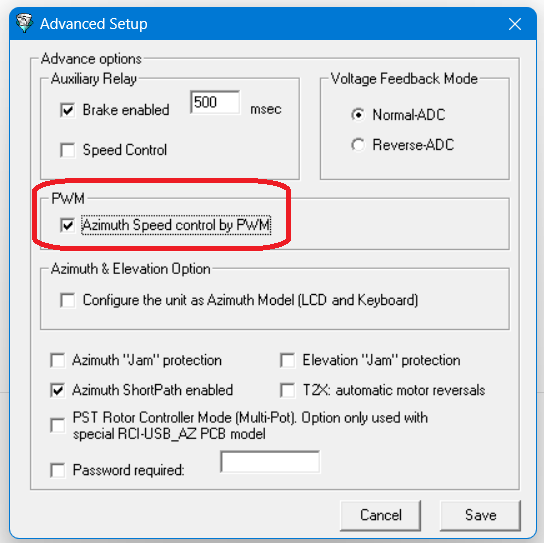 Advanced Setup
Advance options
Auxiliary Relay
Brake enabled 500 msec
Speed Control
Voltage Feedback Mode
Normal-ADC
Reverse-ADC
PWM
Azimuth Speed control by PWM
Azimuth & Elevation Option
Configure the unit as Azimuth Model (LCD and Keyboard)
Azimuth "Jam" protection
Elevation "Jam" protection
Azimuth ShortPath enabled
T2X: automatic motor reversals
PST Rotor Controller Mode (Multi-Pot). Option only used with
special RCI-USB_AZ PCB model
Password required:
Cancel
Save